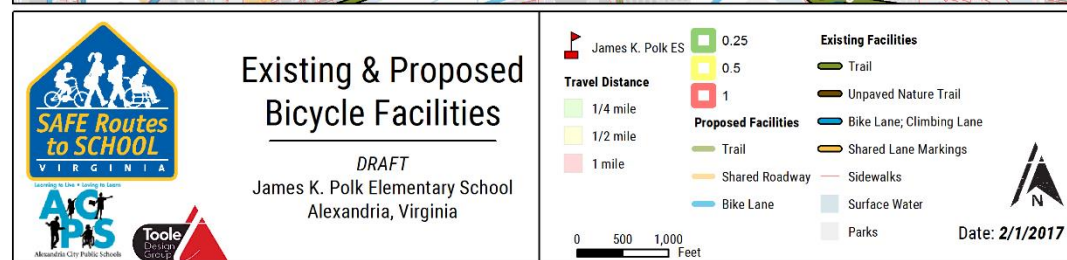 SAFE Routes
to SCHOOL
VIRGINIA
Learning to Live • Loving to Learn
ACPS
Alexandria City Public Schools
Toole
Design
Group
Existing & Proposed
Bicycle Facilities
DRAFT
James K. Polk Elementary School
Alexandria, Virginia
James K. Polk ES
Travel Distance
1/4 mile
1/2 mile
1 mile
0 500 1,000
Feet
0.25
0.5
1
Proposed Facilities
Trail
Shared Roadway
Bike Lane
Existing Facilities
Trail
Unpaved Nature Trail
Bike Lane; Climbing Lane
Shared Lane Markings
Sidewalks
Surface Water
Parks
N
Date: 2/1/2017